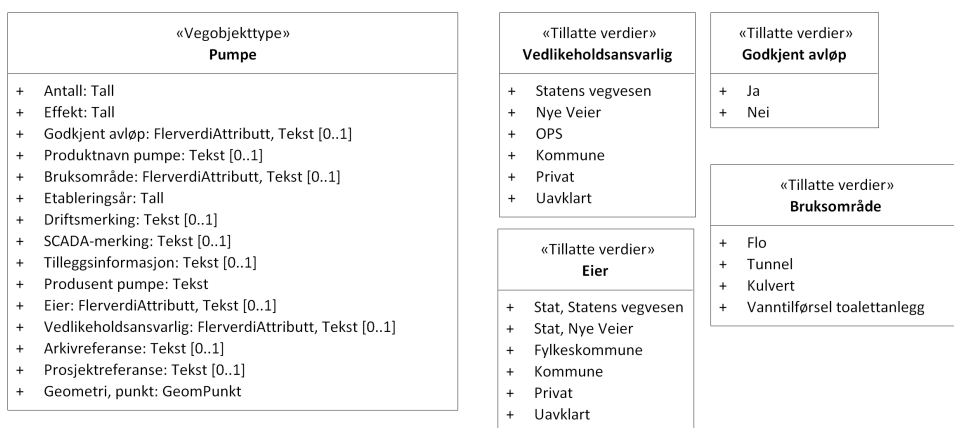 «Vegobjekttype»
Pumpe
+ Antall: Tall
+ Effekt: Tall
+ Godkjent avløp: FlerverdiAttributt, Tekst [0..1]
+ Produktnavn pumpe: Tekst [0..1]
+ Bruksområde: FlerverdiAttributt, Tekst [0..1]
+ Etableringsår: Tall
+ Driftsmerking: Tekst [0..1]
+ SCADA-merking: Tekst [0..1]
+ Tilleggsinformasjon: Tekst [0..1]
+ Produsent pumpe: Tekst
+ Eier: FlerverdiAttributt, Tekst [0..1]
+ Vedlikeholdsansvarlig: FlerverdiAttributt, Tekst [0..1]
+ Arkivreferanse: Tekst [0..1]
+ Prosjektreferanse: Tekst [0..1]
+ Geometri, punkt: GeomPunkt
«Tillatte verdier»
Vedlikeholdsansvarlig
+ Statens vegvesen
+ Nye Veier
+ OPS
+ Kommune
+ Privat
+ Uavklart
«Tillatte verdier»
Eier
+ Stat, Statens vegvesen
+ Stat, Nye Veier
+ Fylkeskommune
+ Kommune
+ Privat
+ Uavklart
«Tillatte verdier»
Godkjent avløp
+ Ja
+ Nei
«Tillatte verdier»
Bruksområde
+ Flo
+ Tunnel
+ Kulvert
+ Vanntilførsel toalettanlegg